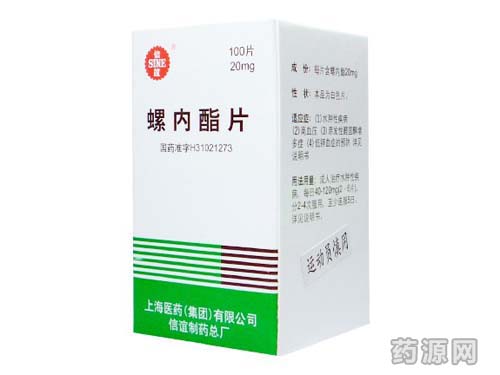 信
SINE
谊
®
100片
20mg
螺内酯片
国药准字H31021273
上海医药(集团)有限公司
信谊制药总厂
成 份：每片含螺内酯20mg
性 状：本品为白色片。
适应症：(1)水肿性疾病
(2)高血压 (3)原发性醛固酮增
多症 (4)低钾血症的预防 详见
说明书
用法用量：成人治疗水肿性疾
病，每日40-120mg(2-6片)，
分2-4次服用，至少连服5日。
详见说明书。
运动员慎用
药源网